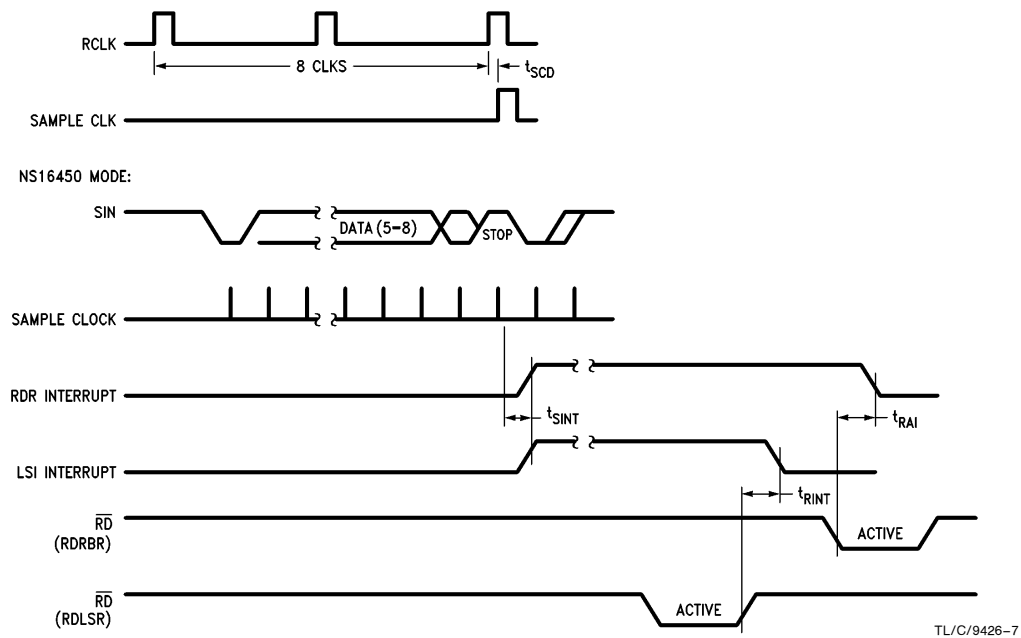 RCLK
8 CLKS
tSCD
SAMPLE CLK
NS16450 MODE:
SIN
DATA (5-8)
STOP
SAMPLE CLOCK
RDR INTERRUPT
tSINT
tRAI
LSI INTERRUPT
tRINT
RD
(RDRBR)
ACTIVE
RD
(RDLSR)
ACTIVE
TL/C/9426-7